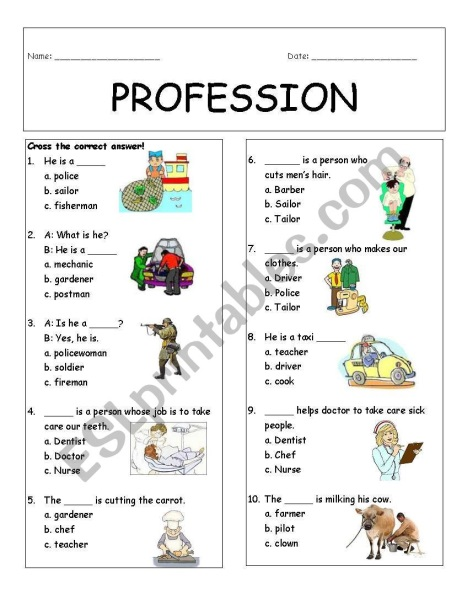 Name: ____________________ Date: ____________________
PROFESSION
Cross the correct answer!
1. He is a _____
a. police
b. sailor
c. fisherman
2. A: What is he?
B: He is a _____
a. mechanic
b. gardener
c. postman
3. A: Is he a _____?
B: Yes, he is.
a. policewoman
b. soldier
c. fireman
4. _____ is a person whose job is to take
care our teeth.
a. Dentist
b. Doctor
c. Nurse
5. The _____ is cutting the carrot.
a. gardener
b. chef
c. teacher
6. ______ is a person who
cuts men's hair.
a. Barber
b. Sailor
c. Tailor
7. _____ is a person who makes our
clothes.
a. Driver
b. Police
c. Tailor
8. He is a taxi _____
a. teacher
b. driver
c. cook
9. _____ helps doctor to take care sick
people.
a. Dentist
b. Chef
c. Nurse
10. The _____ is milking his cow.
a. farmer
b. pilot
c. clown
ESLprintables.com